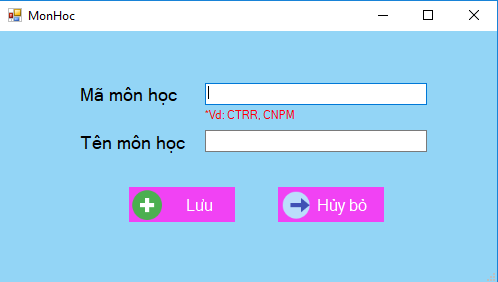 MonHoc
Mã môn học
*Vd: CTRR, CNPM
Tên môn học
Lưu
Hủy bỏ